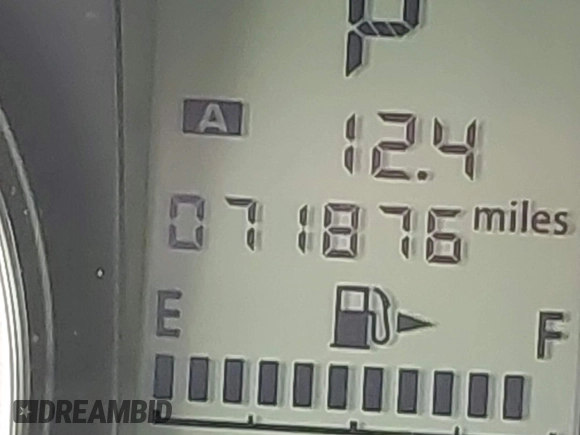 P
A 12.4
071876 miles
E F
DREAMBID